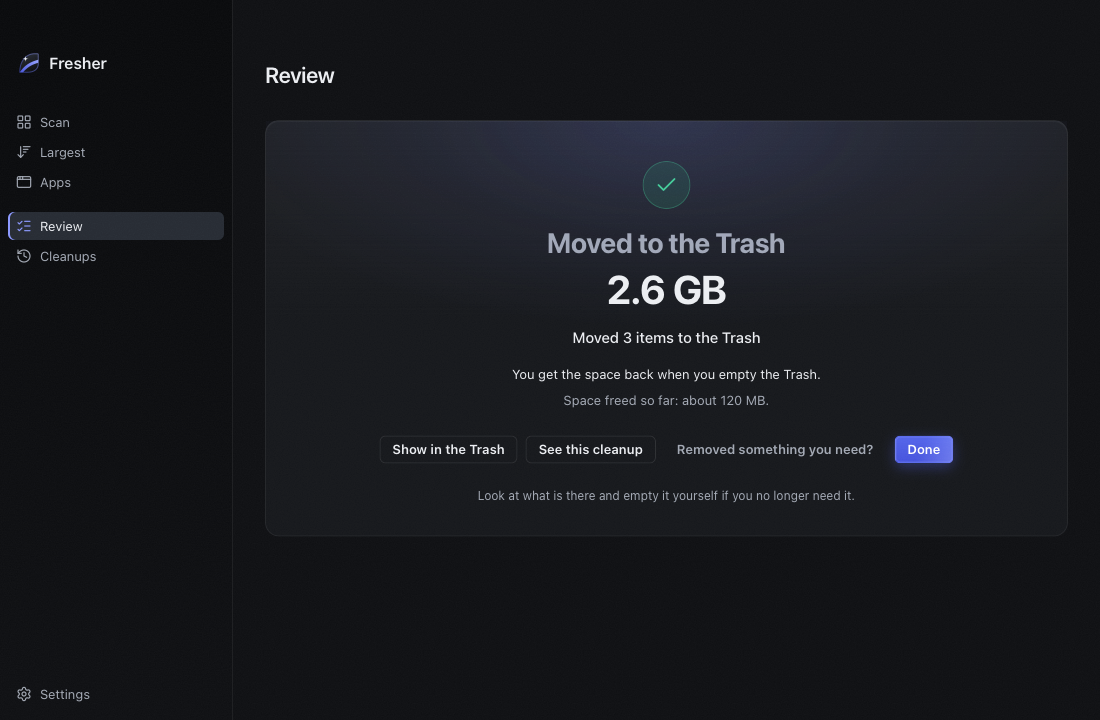 Fresher
Scan
Largest
Apps
Review
Cleanups
Settings
Review
Moved to the Trash
2.6 GB
Moved 3 items to the Trash
You get the space back when you empty the Trash.
Space freed so far: about 120 MB.
Show in the Trash
See this cleanup
Removed something you need?
Done
Look at what is there and empty it yourself if you no longer need it.